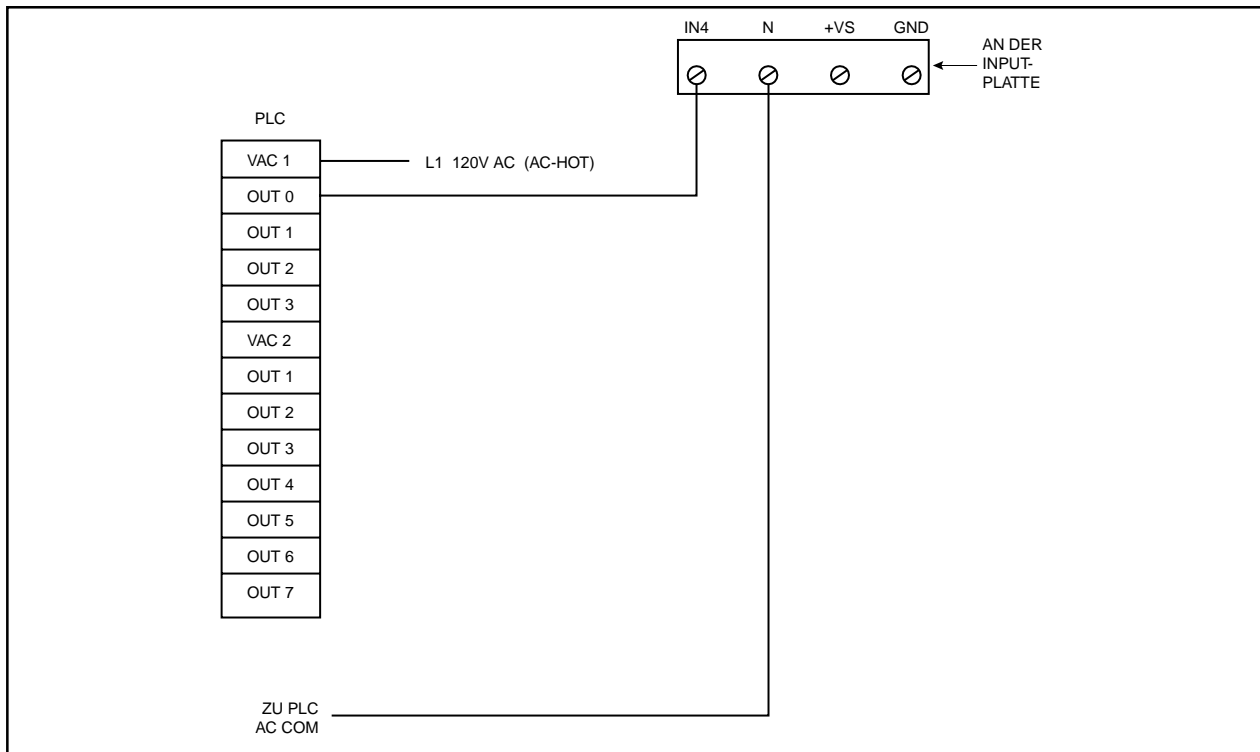 IN4 N +VS GND
AN DER
INPUT-
PLATTE
PLC
VAC 1
L1 120V AC (AC-HOT)
OUT 0
OUT 1
OUT 2
OUT 3
VAC 2
OUT 1
OUT 2
OUT 3
OUT 4
OUT 5
OUT 6
OUT 7
ZU PLC
AC COM